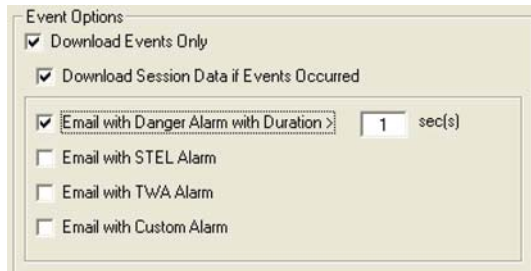 Event Options
Download Events Only
Download Session Data if Events Occurred
Email with Danger Alarm with Duration > 1 sec(s)
Email with STEL Alarm
Email with TWA Alarm
Email with Custom Alarm